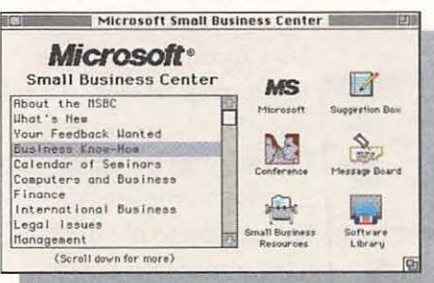 Microsoft Small Business Center
Microsoft®
Small Business Center
About the MSBC
What's New
Your Feedback Wanted
Business Know-How
Calendar of Seminars
Computers and Business
Finance
International Business
Legal Issues
Management
(Scroll down for more)
MS
Microsoft
Suggestion Box
Conference
Message Board
Small Business
Resources
Software
Library